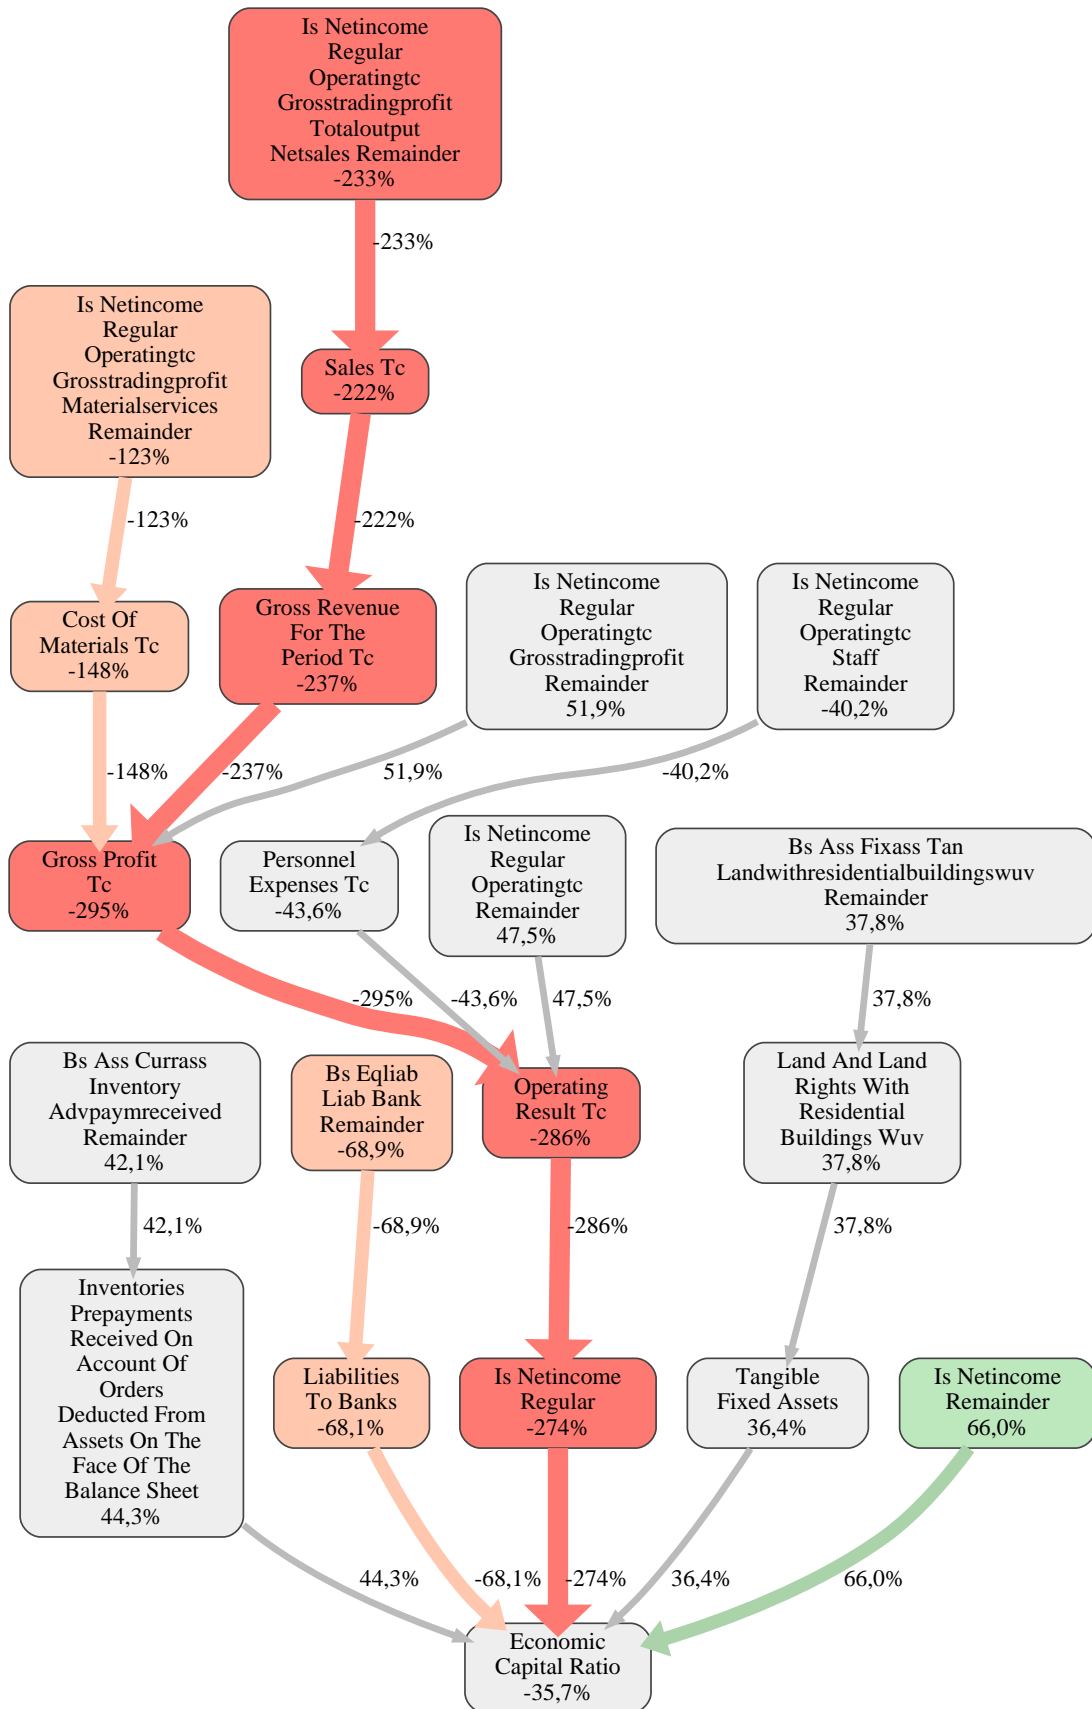 Is Netincome
Regular
Operatingtc
Grosstradingprofit
Totaloutput
Netsales Remainder
-233%
-233%
Is Netincome
Regular
Operatingtc
Grosstradingprofit
Materialservices
Remainder
-123%
Sales Tc
-222%
-123%
-222%
Cost Of
Materials Tc
-148%
Gross Revenue
For The
Period Tc
-237%
Is Netincome
Regular
Operatingtc
Grosstradingprofit
Remainder
51,9%
Is Netincome
Regular
Operatingtc
Staff
Remainder
-40,2%
-148%
-237%
51,9%
-40,2%
Gross Profit
Tc
-295%
Personnel
Expenses Tc
-43,6%
Is Netincome
Regular
Operatingtc
Remainder
47,5%
Bs Ass Fixass Tan
Landwithresidentialbuildingswuv
Remainder
37,8%
-295%
-43,6%
47,5%
37,8%
Bs Ass Currass
Inventory
Advpaymreceived
Remainder
42,1%
Bs Eqliab
Liab Bank
Remainder
-68,9%
Operating
Result Tc
-286%
Land And Land
Rights With
Residential
Buildings Wuv
37,8%
42,1%
-68,9%
-286%
37,8%
Inventories
Prepayments
Received On
Account Of
Orders
Deducted From
Assets On The
Face Of The
Balance Sheet
44,3%
Liabilities
To Banks
-68,1%
Is Netincome
Regular
-274%
Tangible
Fixed Assets
36,4%
Is Netincome
Remainder
66,0%
44,3%
-68,1%
-274%
36,4%
66,0%
Economic
Capital Ratio
-35,7%